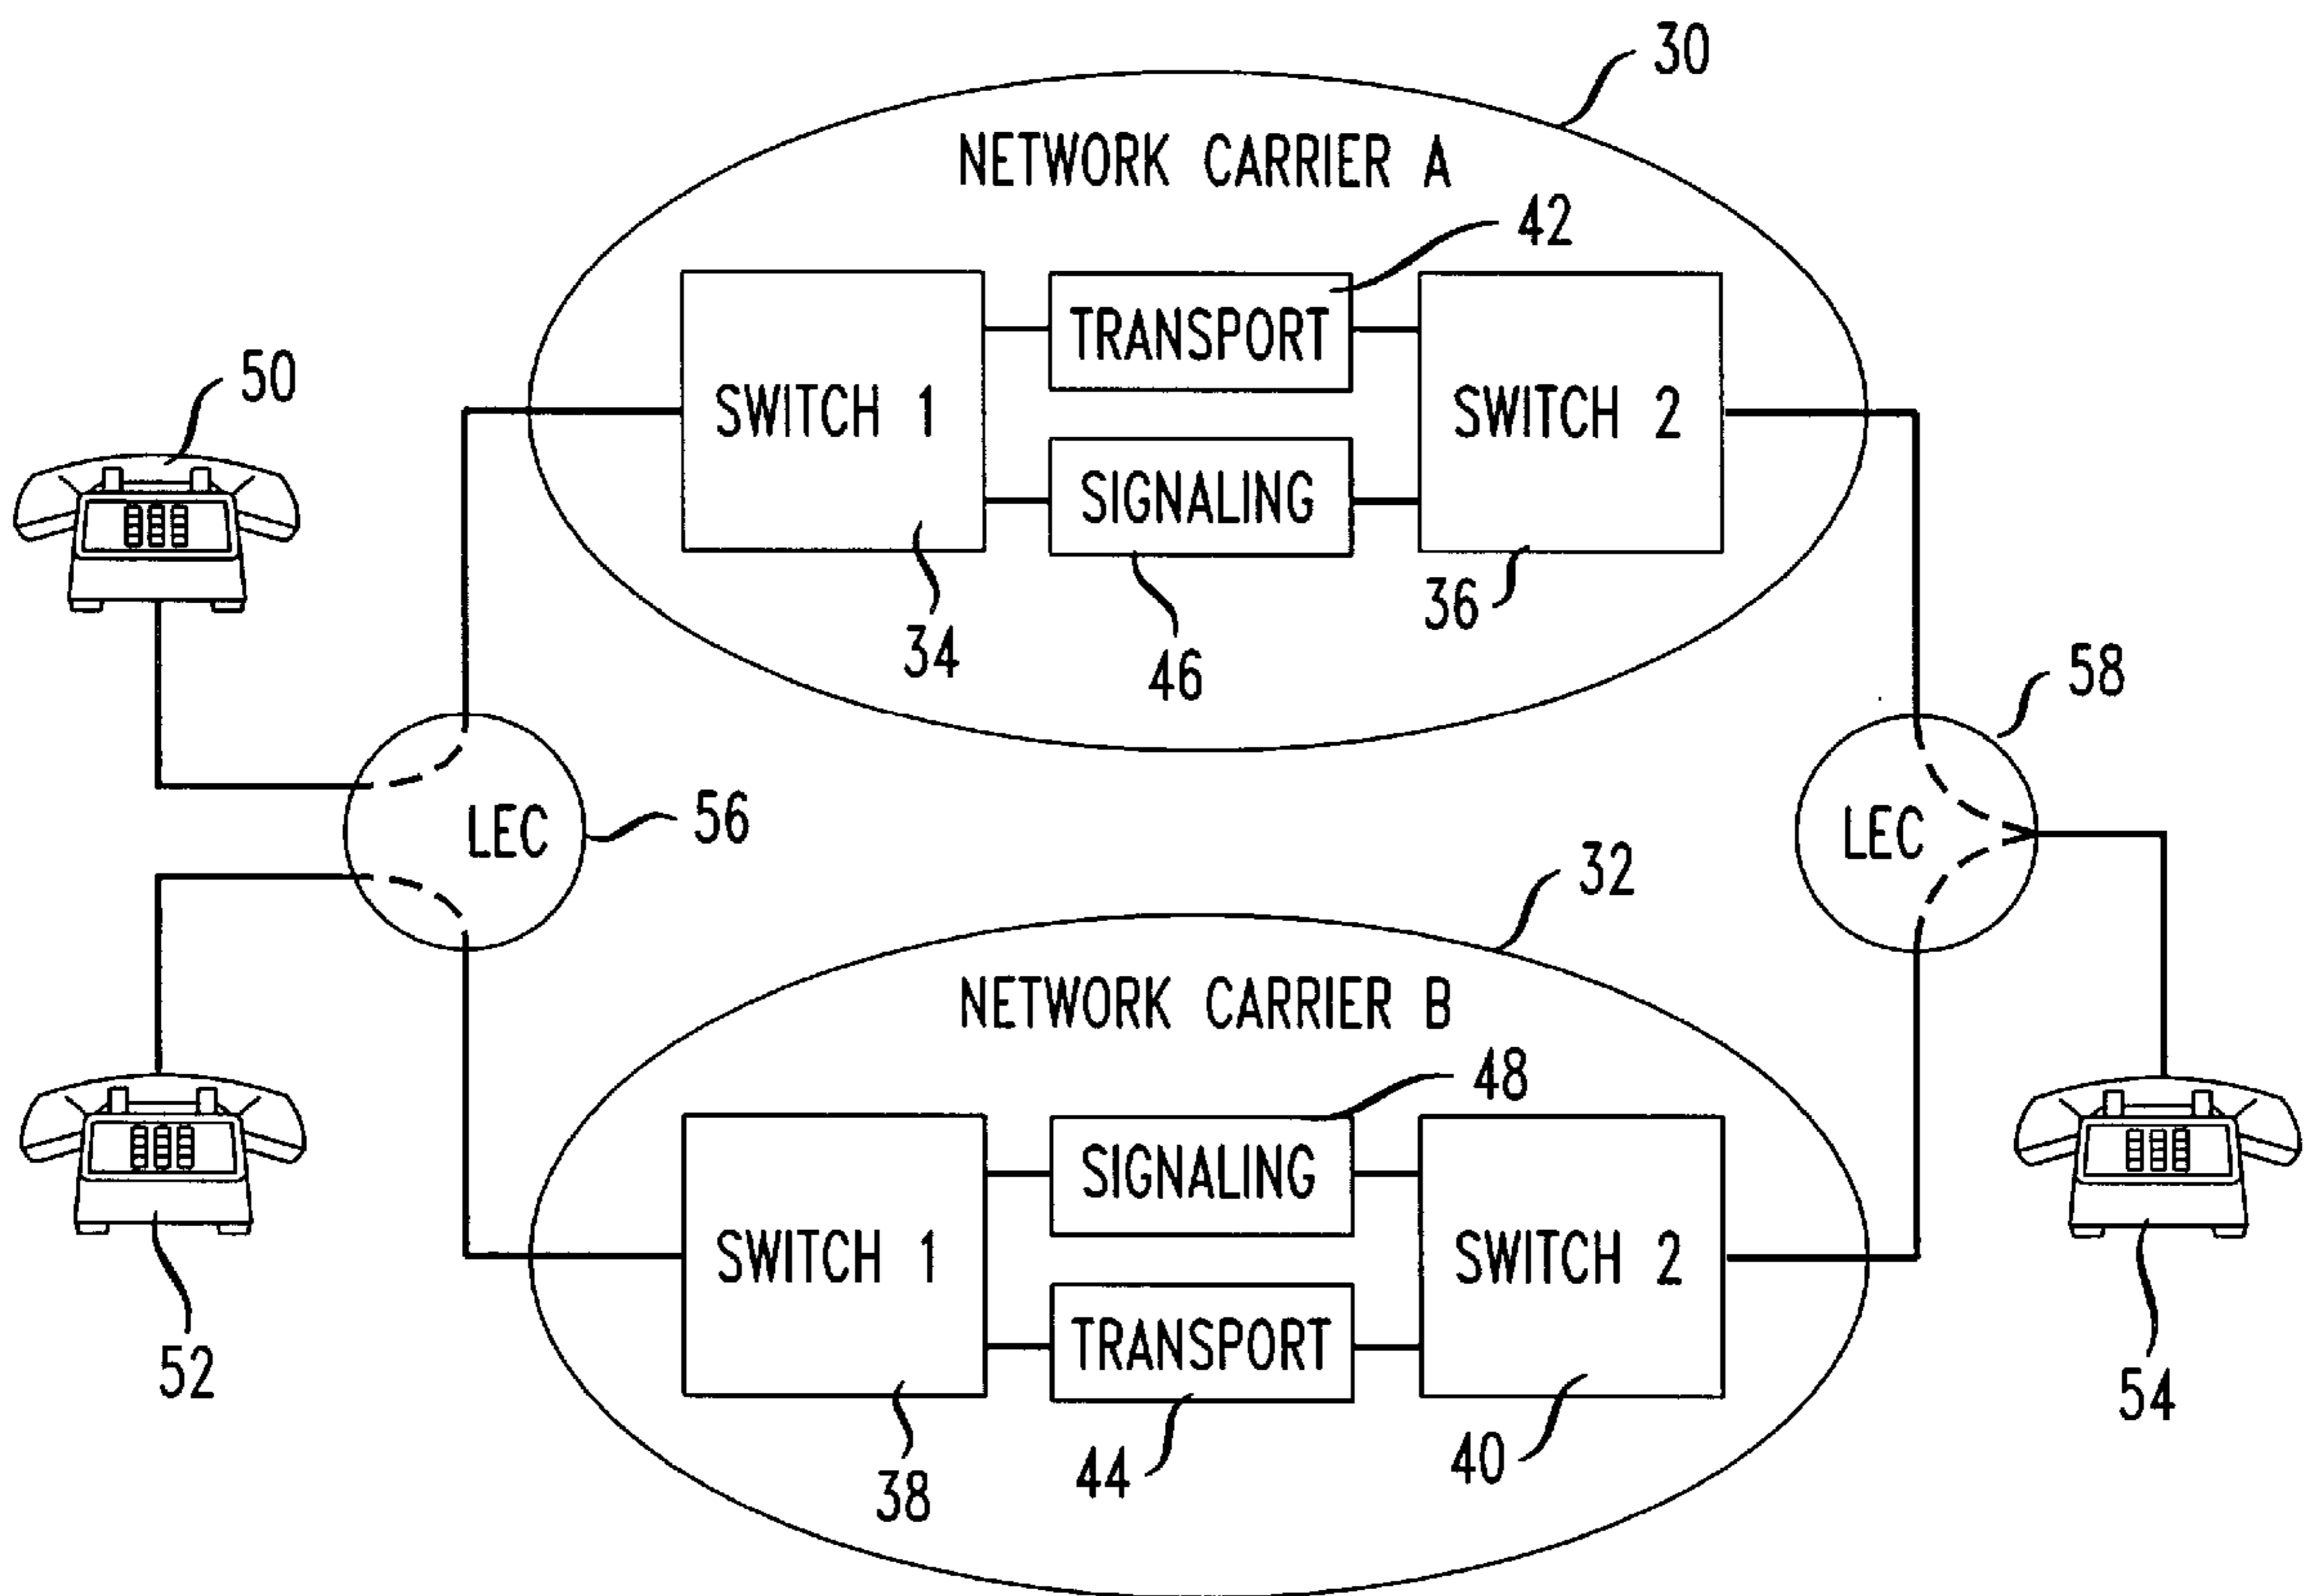 30
NETWORK CARRIER A
42
TRANSPORT
50
SWITCH 1
SWITCH 2
SIGNALING
36
34
46
58
56
LEC
LEC
32
NETWORK CARRIER B
48
SIGNALING
SWITCH 1
SWITCH 2
TRANSPORT
52
54
40
44
38